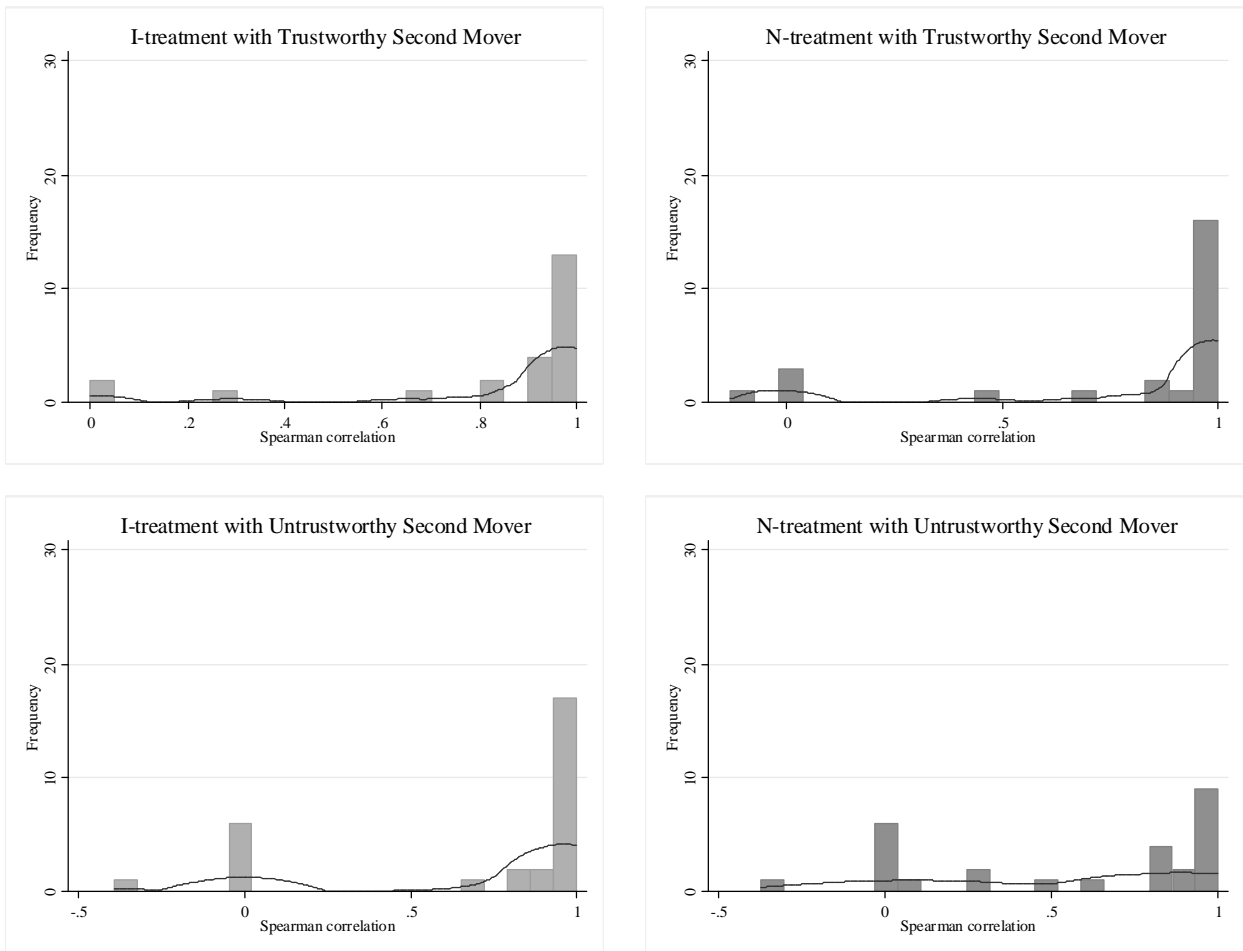 I-treatment with Trustworthy Second Mover
30
20
10
0
Frequency
0 .2 .4 .6 .8 1
Spearman correlation
N-treatment with Trustworthy Second Mover
30
20
10
0
Frequency
0 .5 1
Spearman correlation
I-treatment with Untrustworthy Second Mover
30
20
10
0
Frequency
-.5 0 .5 1
Spearman correlation
N-treatment with Untrustworthy Second Mover
30
20
10
0
Frequency
-.5 0 .5 1
Spearman correlation